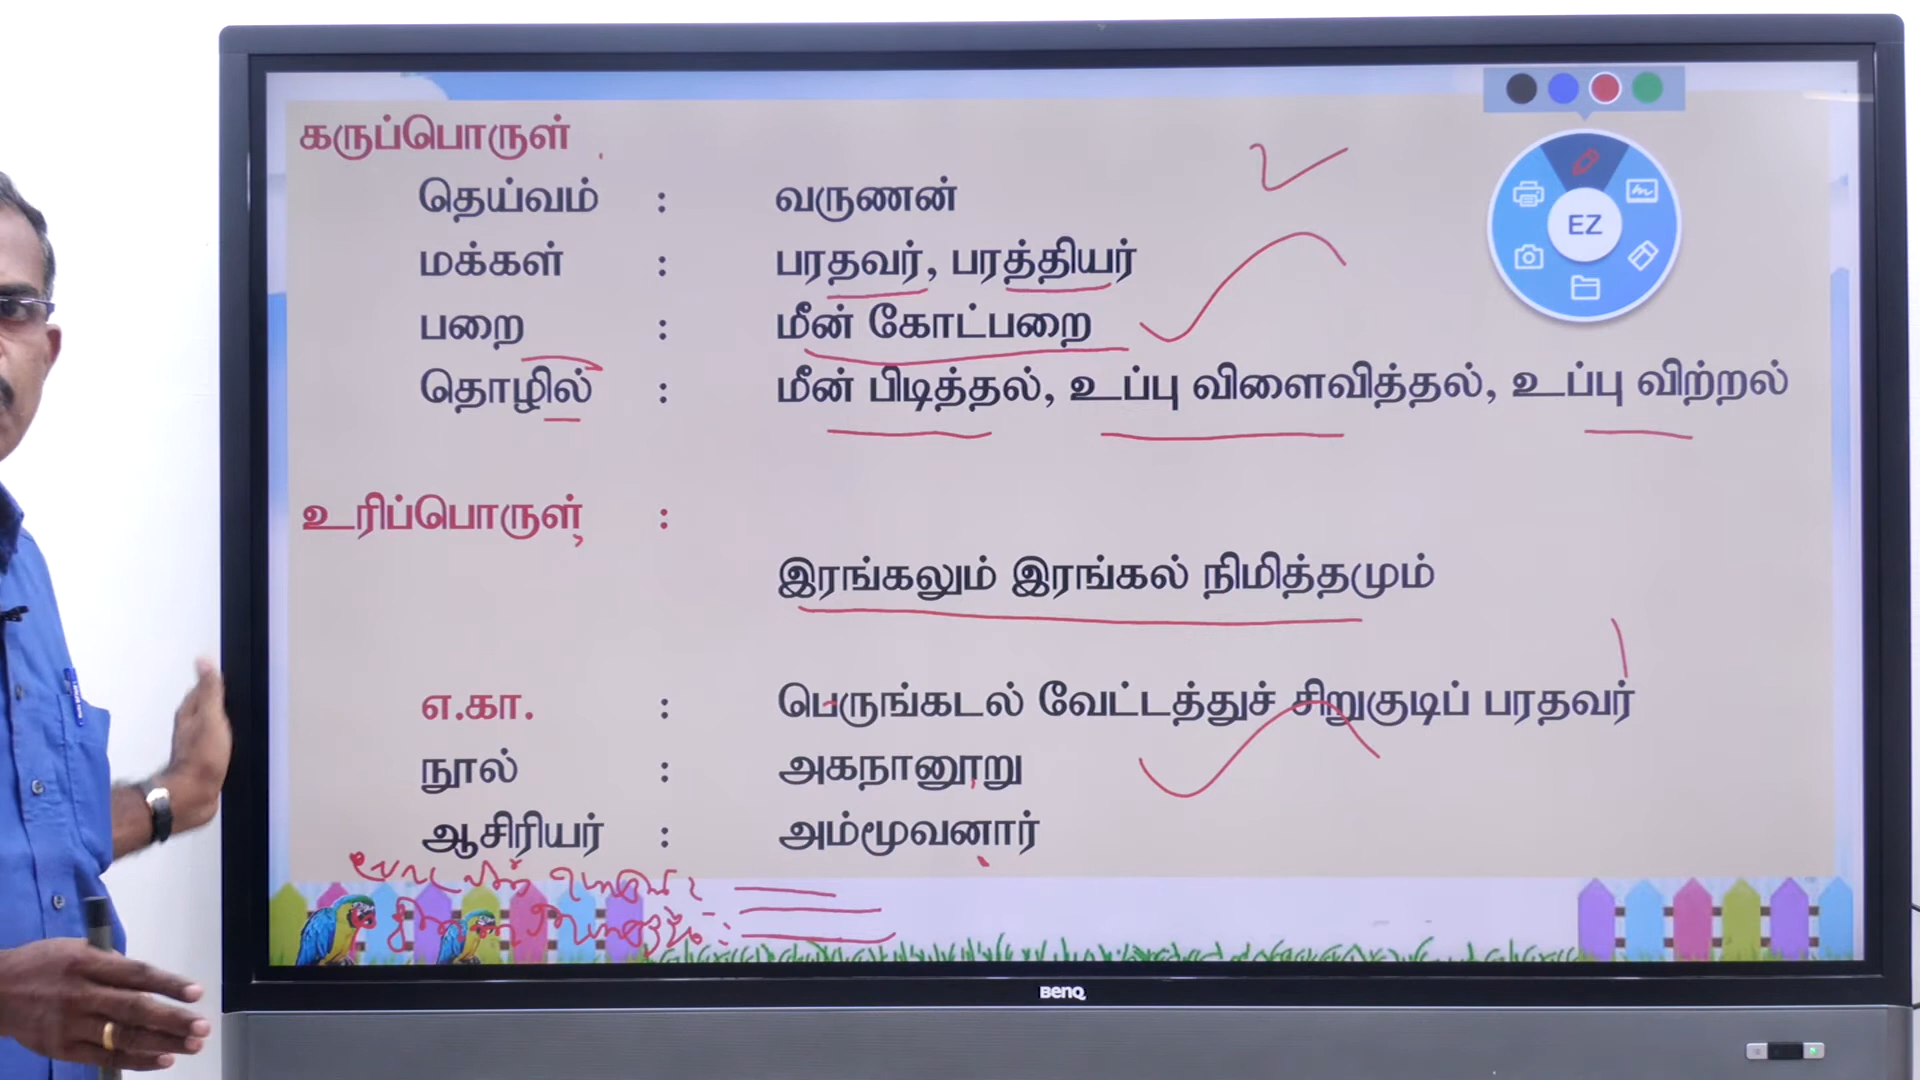 கருப்பொருள்
தெய்வம் : வருணன்
மக்கள் : பரதவர், பரத்தியர்
பறை : மீன் கோட்பறை
தொழில் : மீன் பிடித்தல், உப்பு விளைவித்தல், உப்பு விற்றல்
உரிப்பொருள் :
இரங்கலும் இரங்கல் நிமித்தமும்
எ.கா. : பெருங்கடல் வேட்டத்துச் சிறுகுடிப் பரதவர்
நூல் : அகநானூறு
ஆசிரியர் : அம்மூவனார்
EZ
BenQ